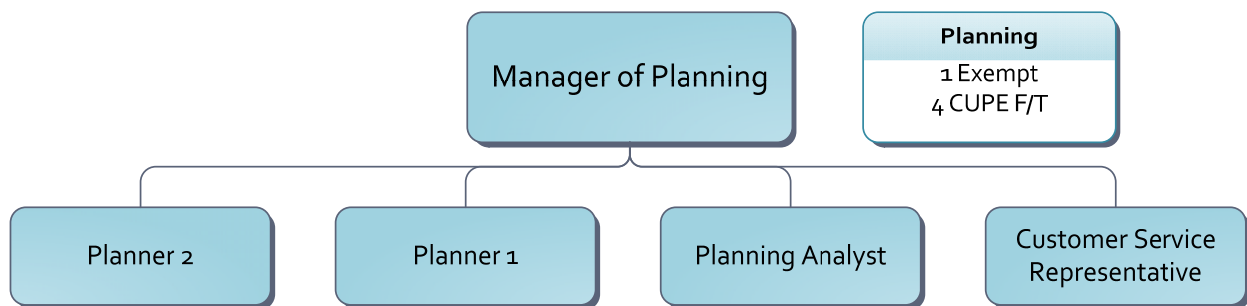 Manager of Planning
Planning
1 Exempt
4 CUPE F/T
Planner 2
Planner 1
Planning Analyst
Customer Service
Representative